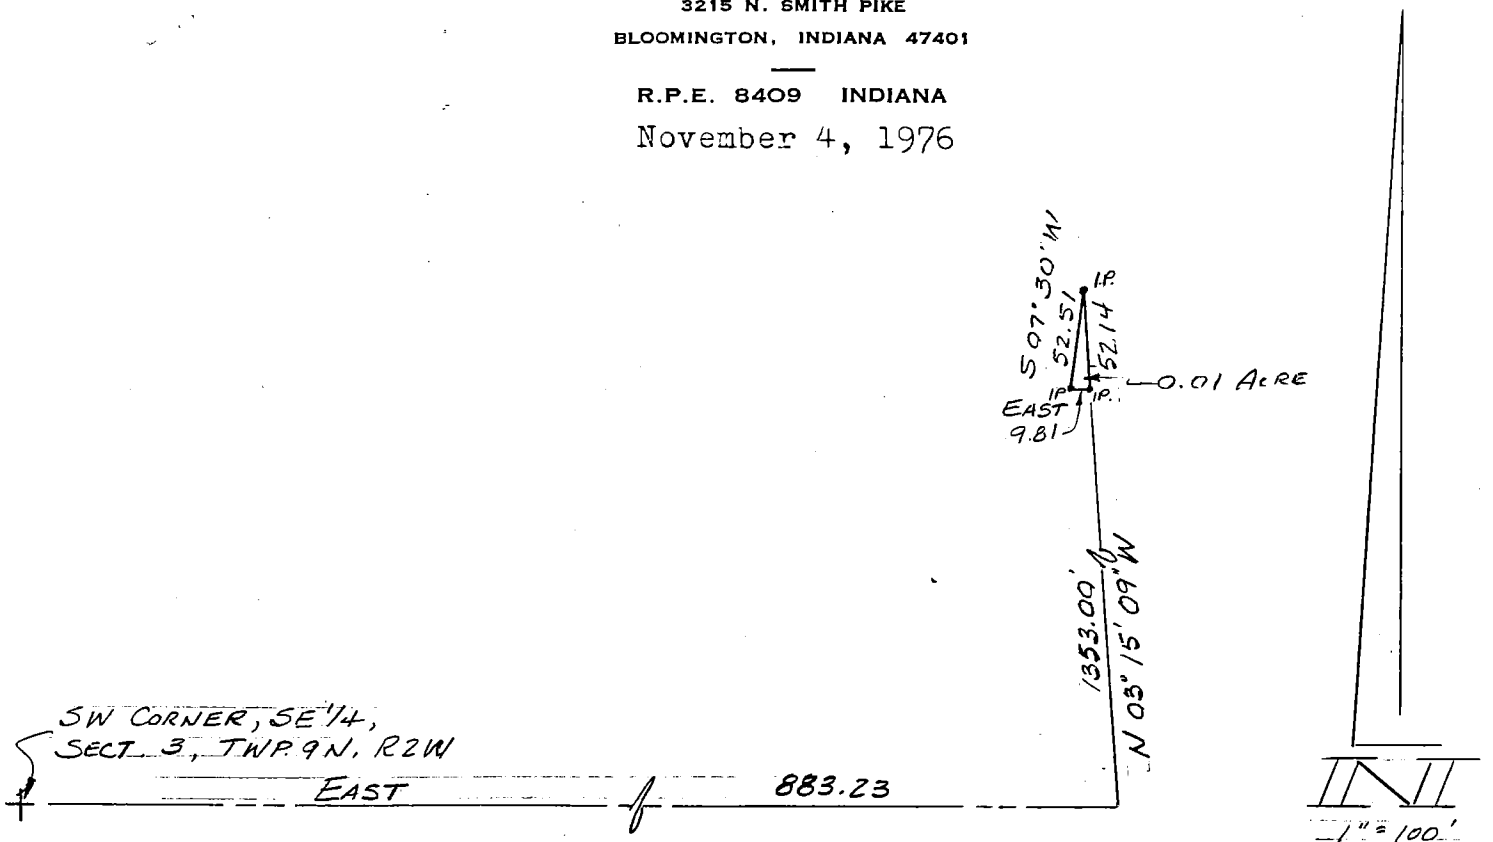 3215 N. SMITH PIKE
BLOOMINGTON, INDIANA 47401
R.P.E. 8409 INDIANA
November 4, 1976
S 07° 30" W
52.51
I.P.
52.14
0.01 ACRE
IP
IP.
EAST
9.81
1353.00'
N 03° 15' 09" W
SW CORNER, SE 1/4,
SECT 3, TWP. 9N. R2W
EAST 883.23
N
1" = 100'